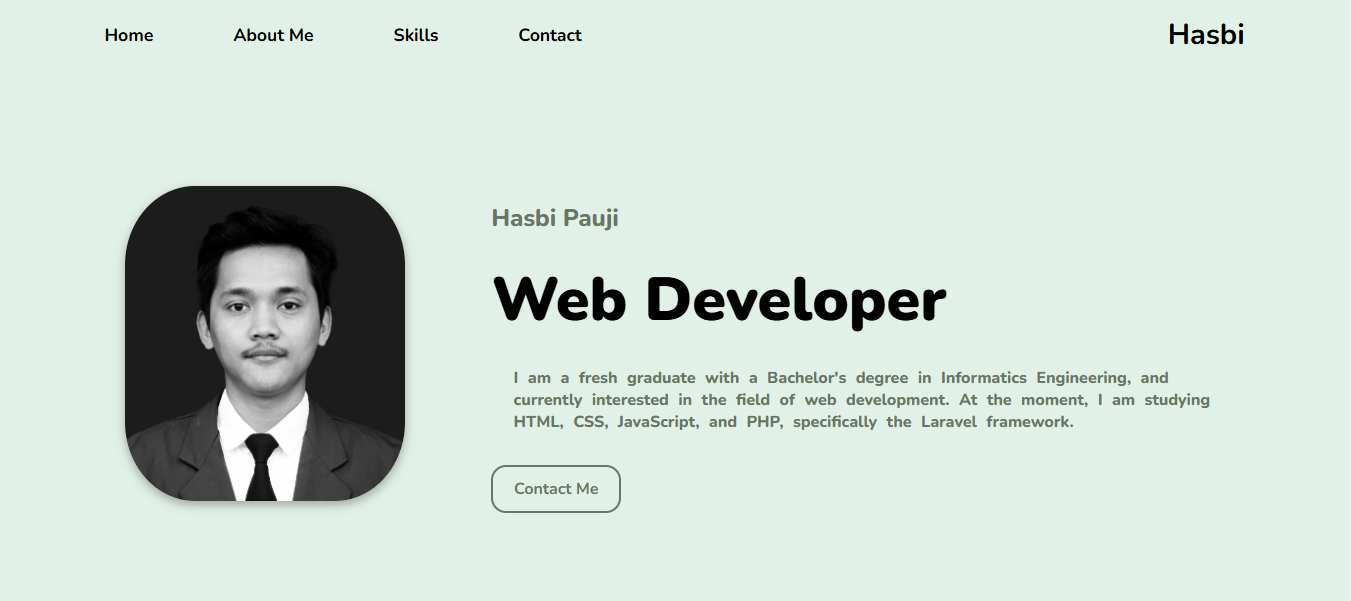 Home About Me Skills Contact Hasbi
Hasbi Pauji
Web Developer
I am a fresh graduate with a Bachelor's degree in Informatics Engineering, and
currently interested in the field of web development. At the moment, I am studying
HTML, CSS, JavaScript, and PHP, specifically the Laravel framework.
Contact Me